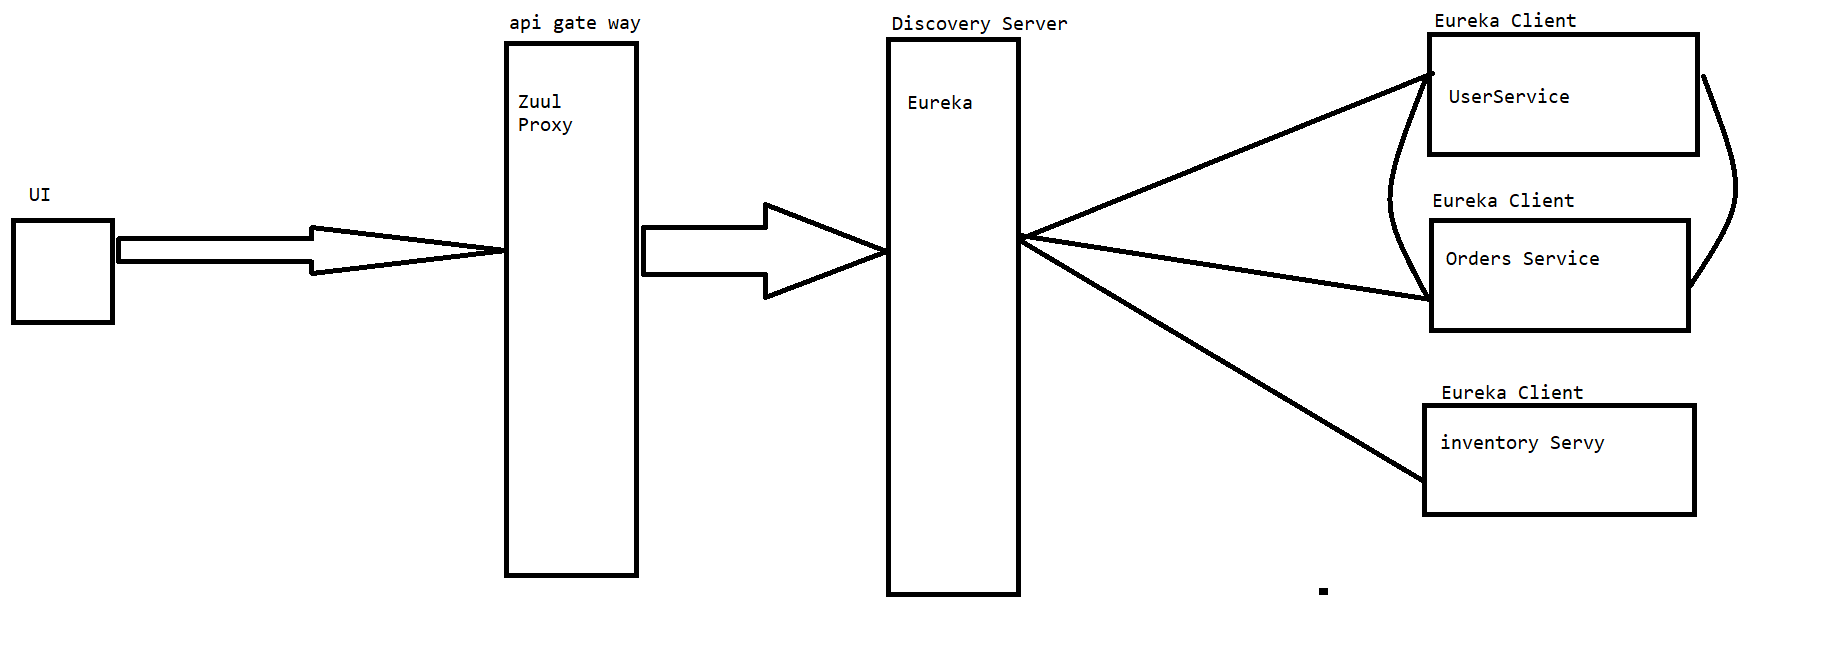 api gate way
Discovery Server
Eureka Client
Zuul
Proxy
Eureka
UserService
UI
Eureka Client
Orders Service
Eureka Client
inventory Servy